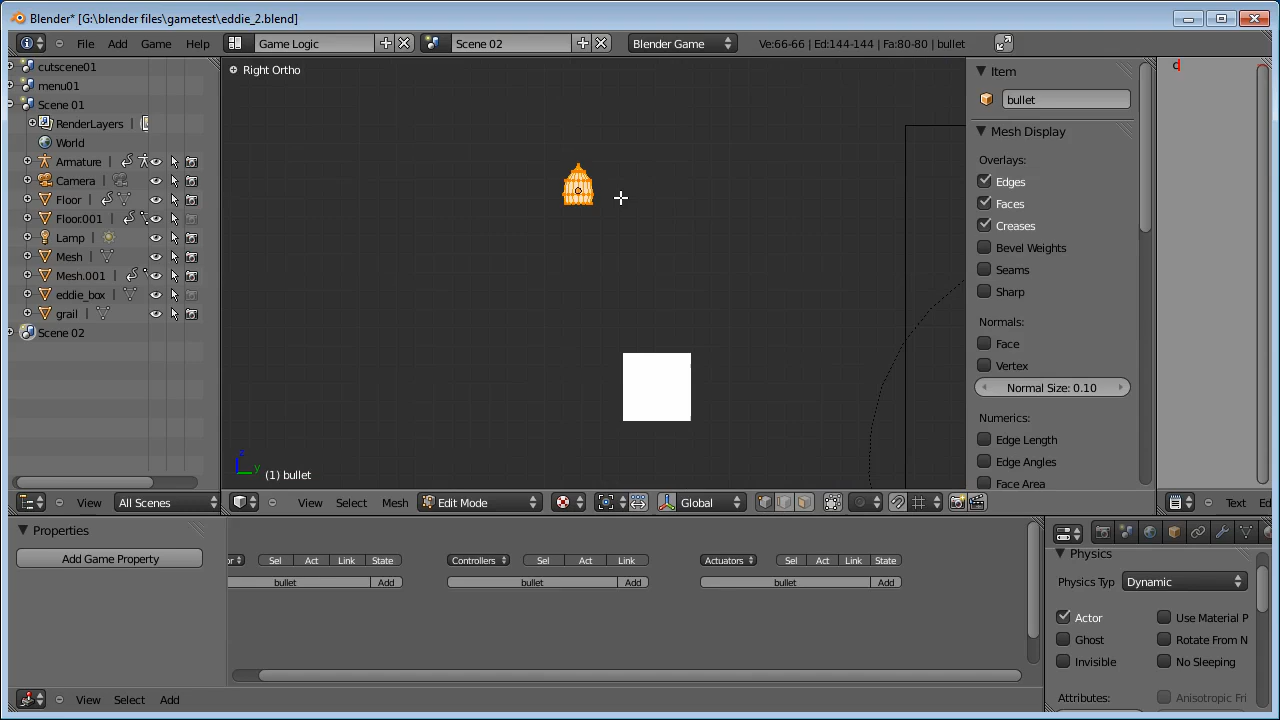 Blender* [G:\blender files\gametest\eddie_2.blend]
File Add Game Help Game Logic Scene 02 Blender Game Ve:66-66 | Ed:144-144 | Fa:80-80 | bullet
cutscene01
menu01
Scene 01
RenderLayers |
World
Armature |
Camera |
Floor |
Floor.001
Lamp |
Mesh |
Mesh.001
eddie_box |
grail |
Scene 02
View All Scenes
Right Ortho
z
y
(1) bullet
View Select Mesh Edit Mode Global
Item
bullet
Mesh Display
Overlays:
Edges
Faces
Creases
Bevel Weights
Seams
Sharp
Normals:
Face
Vertex
Normal Size: 0.10
Numerics:
Edge Length
Edge Angles
Face Area
Text
Properties
Add Game Property
Sel Act Link State
bullet Add
Controllers Sel Act Link
bullet Add
Actuators Sel Act Link State
bullet Add
View Select Add
Physics
Physics Typ Dynamic
Actor Use Material P
Ghost Rotate From N
Invisible No Sleeping
Attributes: Anisotropic Fri